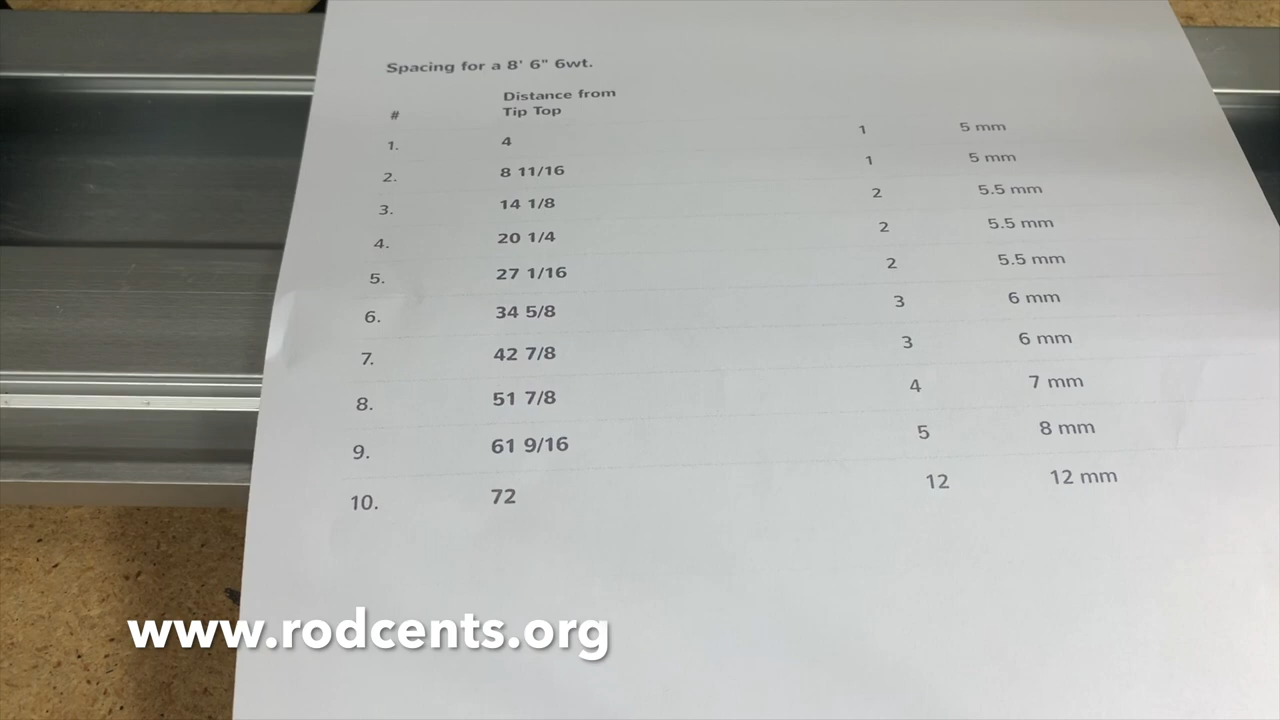 Spacing for a 8' 6" 6wt.
# Distance from
Tip Top
1. 4 1 5 mm
2. 8 11/16 1 5 mm
3. 14 1/8 2 5.5 mm
4. 20 1/4 2 5.5 mm
5. 27 1/16 2 5.5 mm
6. 34 5/8 3 6 mm
7. 42 7/8 3 6 mm
8. 51 7/8 4 7 mm
9. 61 9/16 5 8 mm
10. 72 12 12 mm
www.rodcents.org